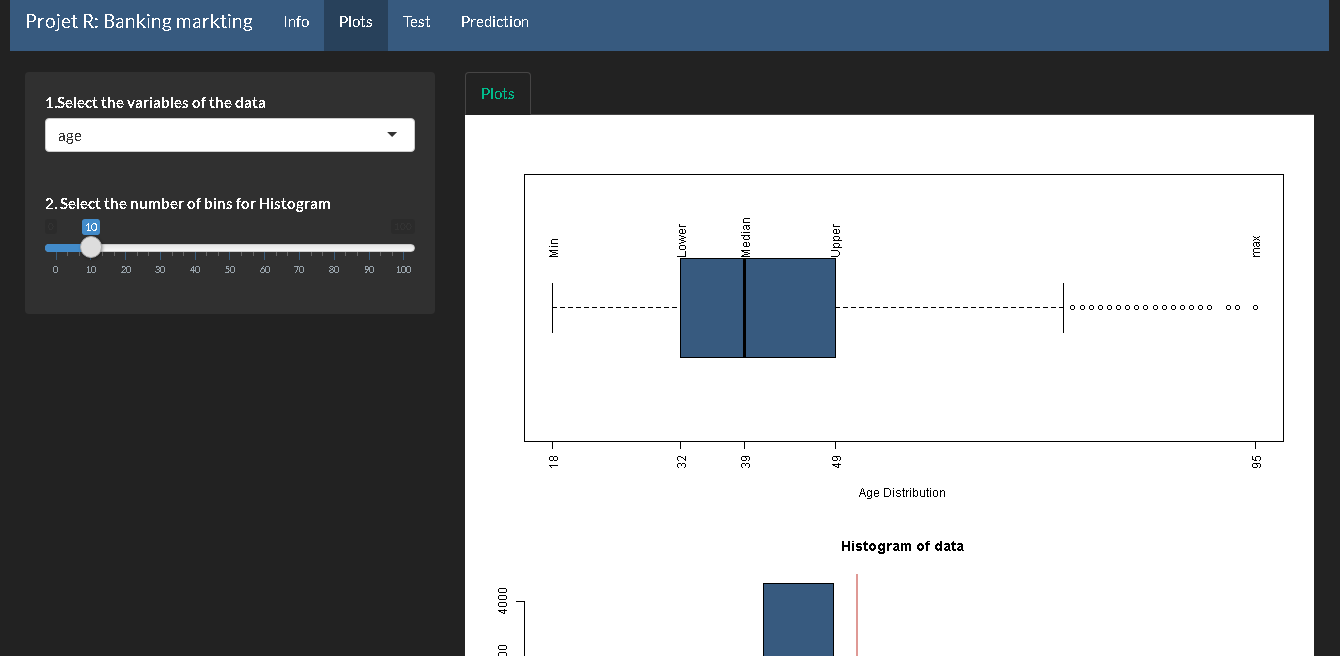 Projet R: Banking markting Info Plots Test Prediction
1.Select the variables of the data
age
2. Select the number of bins for Histogram
10
0 10 20 30 40 50 60 70 80 90 100
Plots
Min Lower Median Upper max
18 32 39 49 95
Age Distribution
Histogram of data
4000